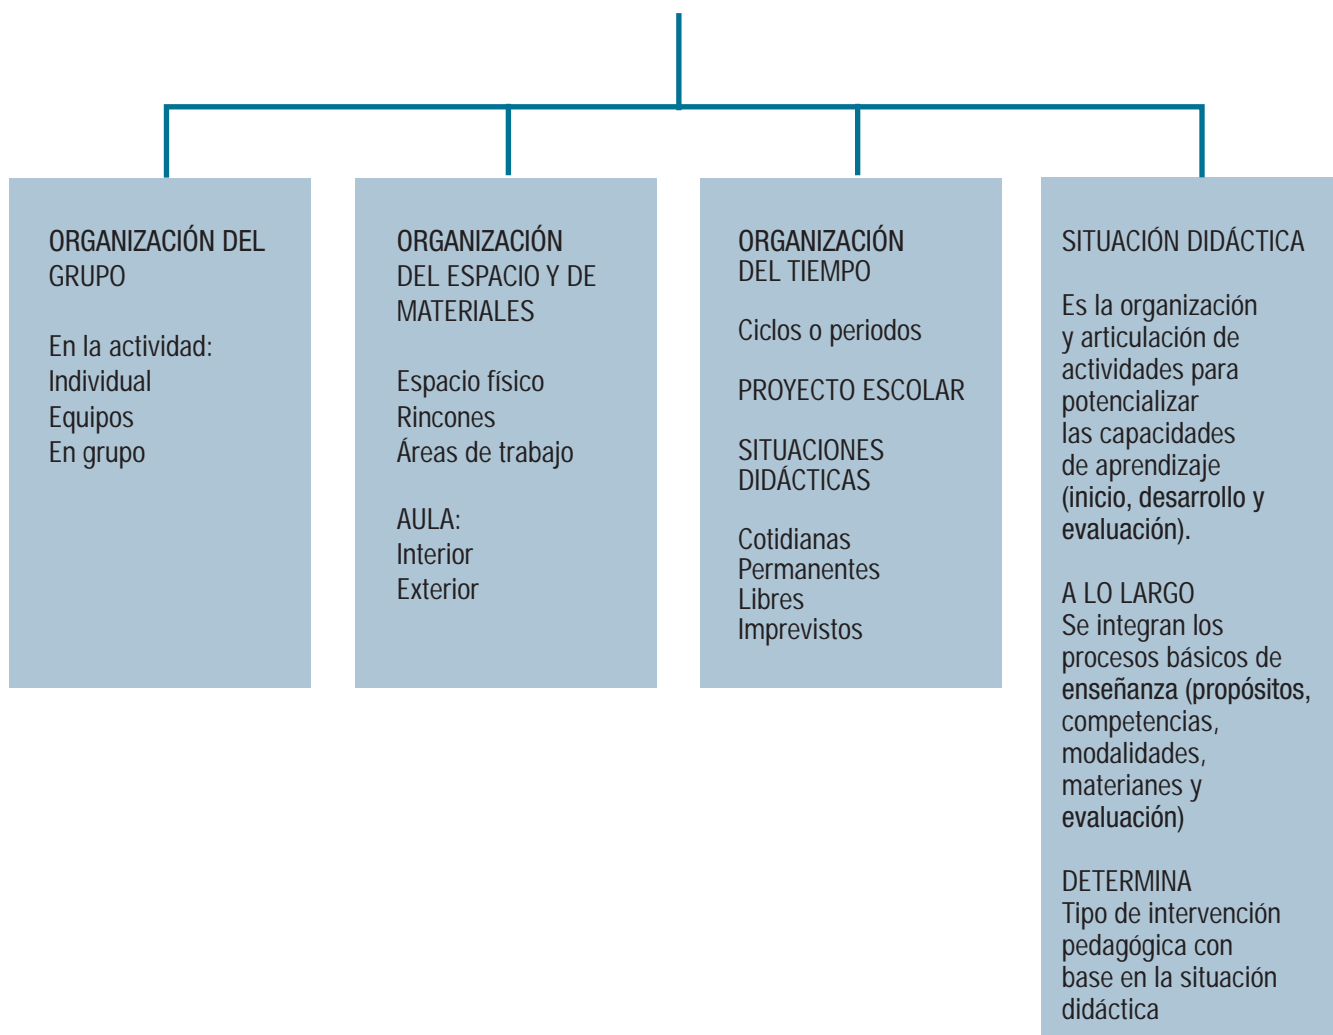 ORGANIZACIÓN DEL
GRUPO
En la actividad:
Individual
Equipos
En grupo
ORGANIZACIÓN
DEL ESPACIO Y DE
MATERIALES
Espacio físico
Rincones
Áreas de trabajo
AULA:
Interior
Exterior
ORGANIZACIÓN
DEL TIEMPO
Ciclos o periodos
PROYECTO ESCOLAR
SITUACIONES
DIDÁCTICAS
Cotidianas
Permanentes
Libres
Imprevistos
SITUACIÓN DIDÁCTICA
Es la organización
y articulación de
actividades para
potencializar
las capacidades
de aprendizaje
(inicio, desarrollo y
evaluación).
A LO LARGO
Se integran los
procesos básicos de
enseñanza (propósitos,
competencias,
modalidades,
materianes y
evaluación)
DETERMINA
Tipo de intervención
pedagógica con
base en la situación
didáctica